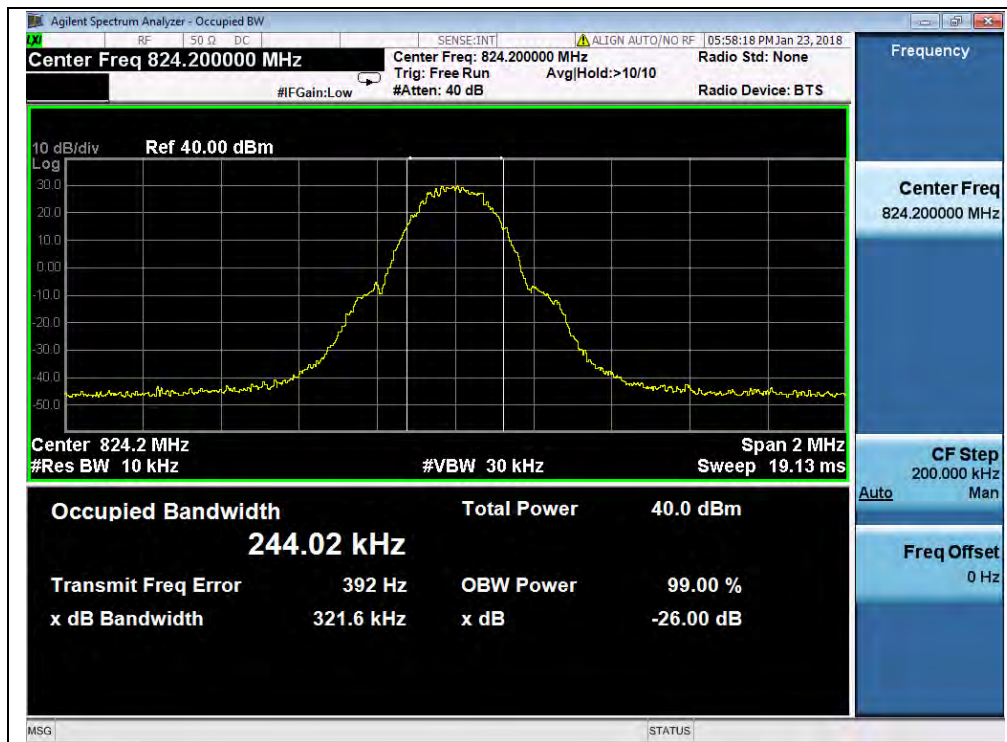 Agilent Spectrum Analyzer - Occupied BW
LXI RF 50 Ω DC SENSE:INT ALIGN AUTO/NO RF 05:58:18 PM Jan 23, 2018
Center Freq 824.200000 MHz
Center Freq: 824.200000 MHz
Radio Std: None
Trig: Free Run
Avg|Hold:>10/10
#IFGain:Low
#Atten: 40 dB
Radio Device: BTS
10 dB/div Ref 40.00 dBm
Log
30.0
20.0
10.0
0.00
-10.0
-20.0
-30.0
-40.0
-50.0
Center 824.2 MHz Span 2 MHz
#Res BW 10 kHz #VBW 30 kHz Sweep 19.13 ms
Occupied Bandwidth Total Power 40.0 dBm
244.02 kHz
Transmit Freq Error 392 Hz OBW Power 99.00 %
x dB Bandwidth 321.6 kHz x dB -26.00 dB
MSG STATUS
Frequency
Center Freq
824.200000 MHz
CF Step
200.000 kHz
Auto Man
Freq Offset
0 Hz